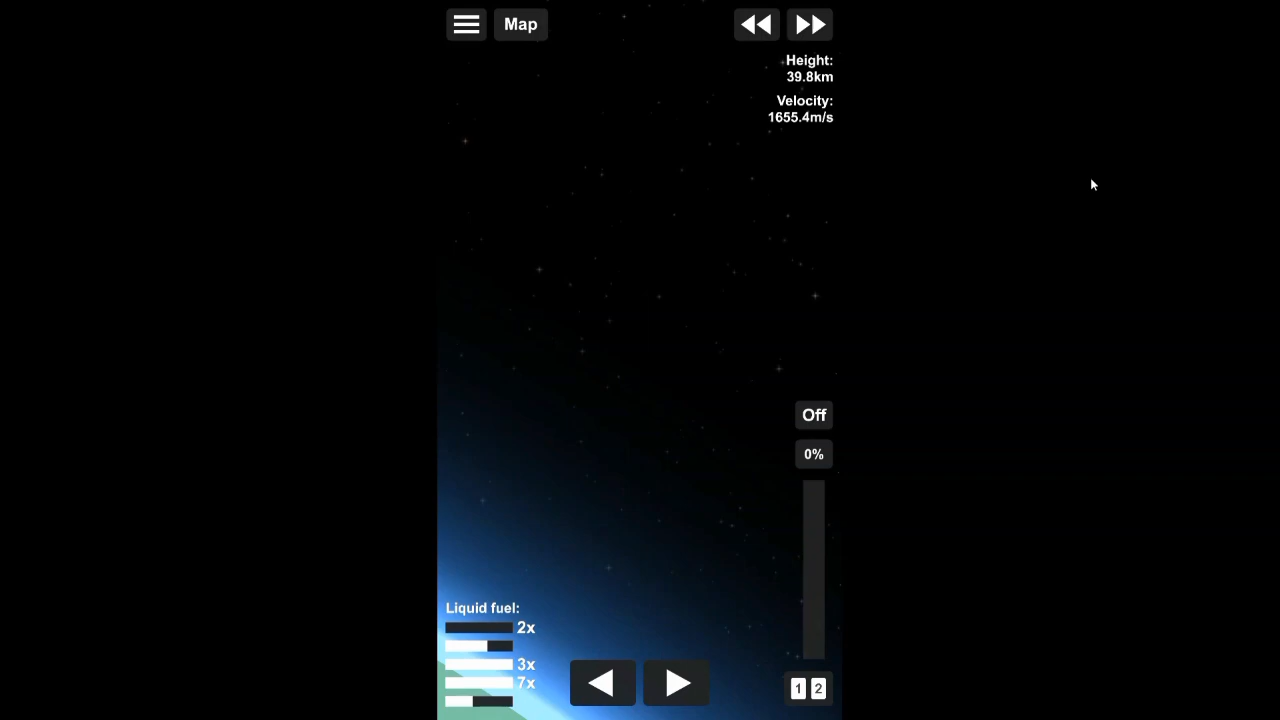 Map
Height:
39.8km
Velocity:
1655.4m/s
Off
0%
Liquid fuel:
2x
3x
7x
1 2